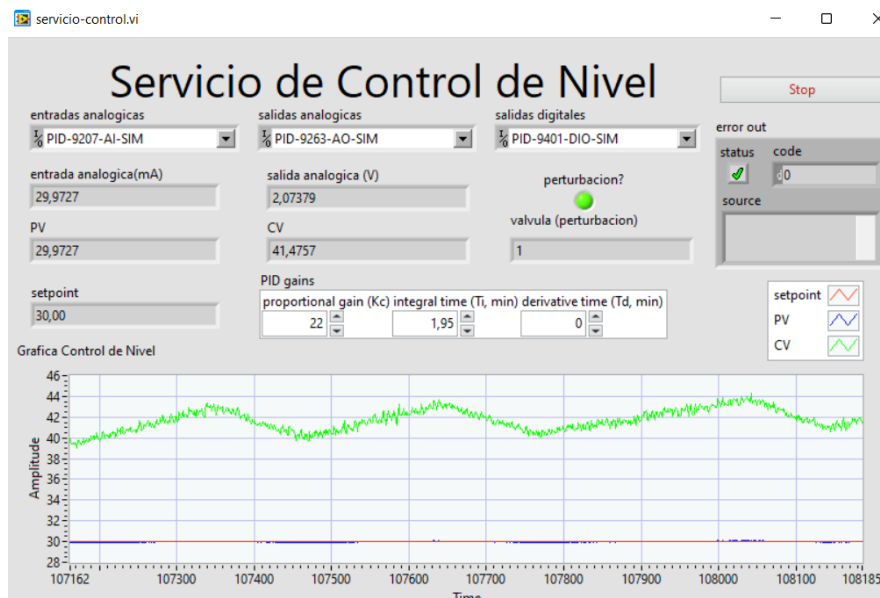 servicio-control.vi
Servicio de Control de Nivel
Stop
entradas analogicas
salidas analogicas
salidas digitales
error out
PID-9207-AI-SIM
PID-9263-AO-SIM
PID-9401-DIO-SIM
status
code
d0
entrada analogica(mA)
salida analogica (V)
perturbacion?
29,9727
2,07379
source
PV
CV
valvula (perturbacion)
29,9727
41,4757
1
PID gains
setpoint
proportional gain (Kc) integral time (Ti, min) derivative time (Td, min)
30,00
22
1,95
0
setpoint
PV
CV
Grafica Control de Nivel
46
44
42
40
38
36
34
32
30
28
Amplitude
107162
107300
107400
107500
107600
107700
107800
107900
108000
108100
108185
Time